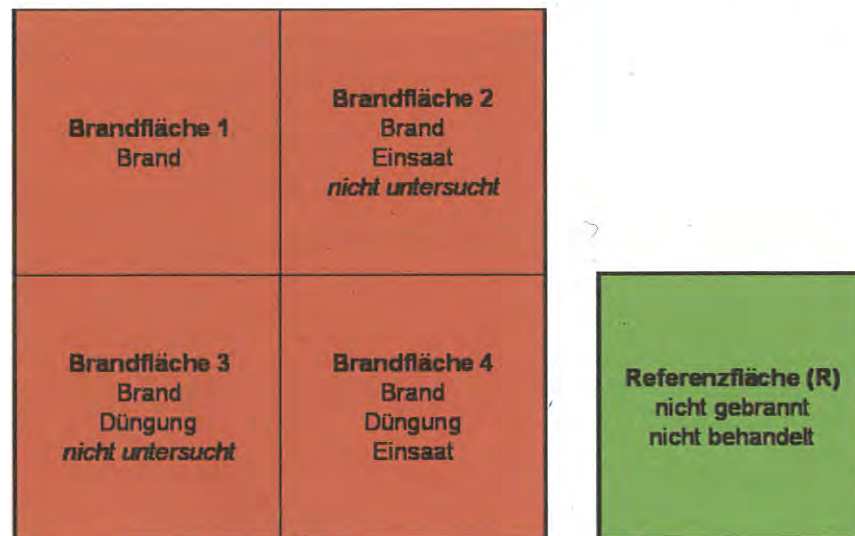 Brandfläche 1
Brand
Brandfläche 2
Brand
Einsaat
nicht untersucht
Brandfläche 3
Brand
Düngung
nicht untersucht
Brandfläche 4
Brand
Düngung
Einsaat
Referenzfläche (R)
nicht gebrannt
nicht behandelt